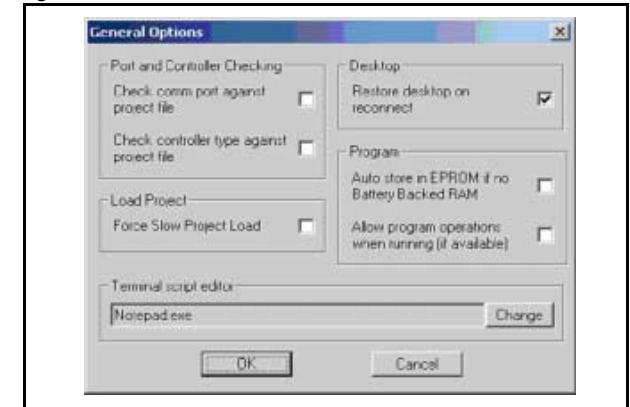 General Options
Port and Controller Checking
Check comm port against
project file
Check controller type against
project file
Load Project
Force Slow Project Load
Desktop
Restore desktop on
reconnect
Program
Auto store in EPROM if no
Battery Backed RAM
Allow program operations
when running (if available)
Terminal script editor
Notepad.exe
Change
OK
Cancel